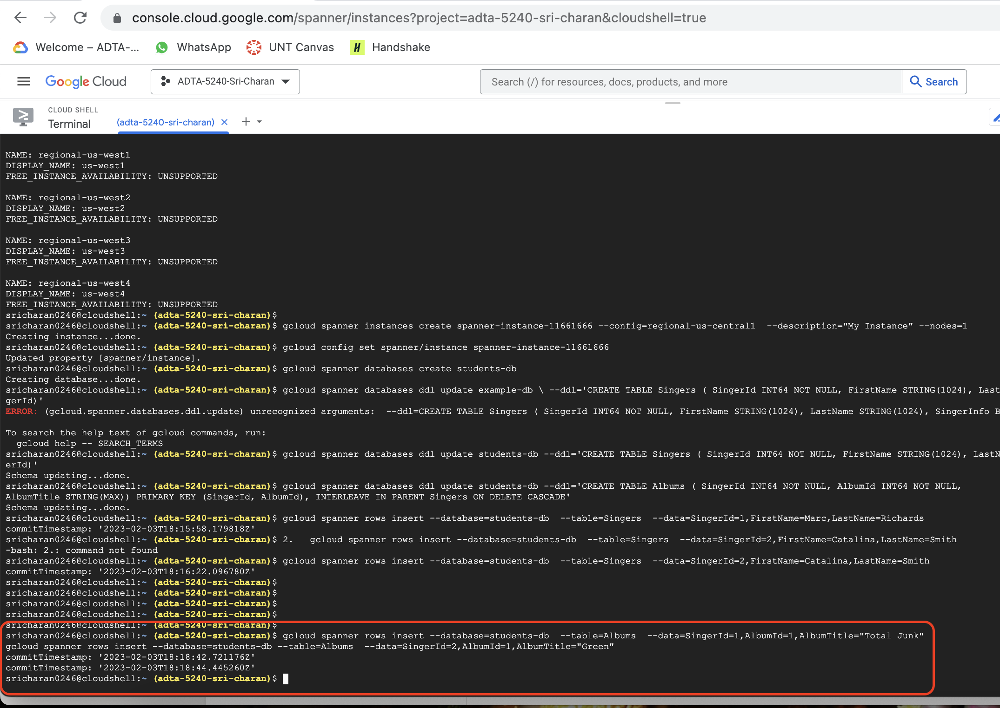 console.cloud.google.com/spanner/instances?project=adta-5240-sri-charan&cloudshell=true
Welcome – ADTA-... WhatsApp UNT Canvas H Handshake
Google Cloud ADTA-5240-Sri-Charan Search (/) for resources, docs, products, and more Search
CLOUD SHELL
Terminal (adta-5240-sri-charan)
NAME: regional-us-west1
DISPLAY_NAME: us-west1
FREE_INSTANCE_AVAILABILITY: UNSUPPORTED
NAME: regional-us-west2
DISPLAY_NAME: us-west2
FREE_INSTANCE_AVAILABILITY: UNSUPPORTED
NAME: regional-us-west3
DISPLAY_NAME: us-west3
FREE_INSTANCE_AVAILABILITY: UNSUPPORTED
NAME: regional-us-west4
DISPLAY_NAME: us-west4
FREE_INSTANCE_AVAILABILITY: UNSUPPORTED
sricharan0246@cloudshell:~ (adta-5240-sri-charan)$
sricharan0246@cloudshell:~ (adta-5240-sri-charan)$ gcloud spanner instances create spanner-instance-11661666 --config=regional-us-central1  --description="My Instance" --nodes=1
Creating instance...done.
sricharan0246@cloudshell:~ (adta-5240-sri-charan)$ gcloud config set spanner/instance spanner-instance-11661666
Updated property [spanner/instance].
sricharan0246@cloudshell:~ (adta-5240-sri-charan)$ gcloud spanner databases create students-db
Creating database...done.
sricharan0246@cloudshell:~ (adta-5240-sri-charan)$ gcloud spanner databases ddl update example-db \ --ddl='CREATE TABLE Singers ( SingerId INT64 NOT NULL, FirstName STRING(1024), Last
gerId)'
ERROR: (gcloud.spanner.databases.ddl.update) unrecognized arguments:  --ddl=CREATE TABLE Singers ( SingerId INT64 NOT NULL, FirstName STRING(1024), LastName STRING(1024), SingerInfo B
To search the help text of gcloud commands, run:
  gcloud help -- SEARCH_TERMS
sricharan0246@cloudshell:~ (adta-5240-sri-charan)$ gcloud spanner databases ddl update students-db --ddl='CREATE TABLE Singers ( SingerId INT64 NOT NULL, FirstName STRING(1024), LastN
erId)'
Schema updating...done.
sricharan0246@cloudshell:~ (adta-5240-sri-charan)$ gcloud spanner databases ddl update students-db --ddl='CREATE TABLE Albums ( SingerId INT64 NOT NULL, AlbumId INT64 NOT NULL,
AlbumTitle STRING(MAX)) PRIMARY KEY (SingerId, AlbumId), INTERLEAVE IN PARENT Singers ON DELETE CASCADE'
Schema updating...done.
sricharan0246@cloudshell:~ (adta-5240-sri-charan)$ gcloud spanner rows insert --database=students-db  --table=Singers  --data=SingerId=1,FirstName=Marc,LastName=Richards
commitTimestamp: '2023-02-03T18:15:58.179818Z'
sricharan0246@cloudshell:~ (adta-5240-sri-charan)$ 2.   gcloud spanner rows insert --database=students-db  --table=Singers  --data=SingerId=2,FirstName=Catalina,LastName=Smith
-bash: 2.: command not found
sricharan0246@cloudshell:~ (adta-5240-sri-charan)$ gcloud spanner rows insert --database=students-db  --table=Singers  --data=SingerId=2,FirstName=Catalina,LastName=Smith
commitTimestamp: '2023-02-03T18:16:22.096780Z'
sricharan0246@cloudshell:~ (adta-5240-sri-charan)$
sricharan0246@cloudshell:~ (adta-5240-sri-charan)$
sricharan0246@cloudshell:~ (adta-5240-sri-charan)$
sricharan0246@cloudshell:~ (adta-5240-sri-charan)$
sricharan0246@cloudshell:~ (adta-5240-sri-charan)$
sricharan0246@cloudshell:~ (adta-5240-sri-charan)$ gcloud spanner rows insert --database=students-db  --table=Albums  --data=SingerId=1,AlbumId=1,AlbumTitle="Total Junk"
gcloud spanner rows insert --database=students-db --table=Albums  --data=SingerId=2,AlbumId=1,AlbumTitle="Green"
commitTimestamp: '2023-02-03T18:18:42.721176Z'
commitTimestamp: '2023-02-03T18:18:44.445260Z'
sricharan0246@cloudshell:~ (adta-5240-sri-charan)$